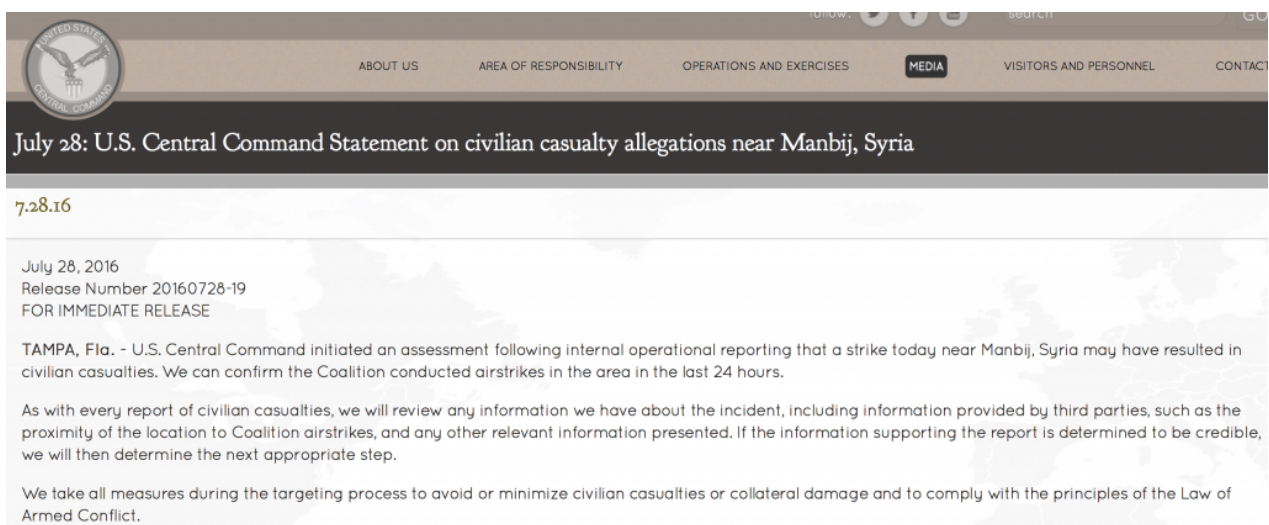 follow:
search
GO
UNITED STATES
CENTRAL COMMAND
ABOUT US AREA OF RESPONSIBILITY OPERATIONS AND EXERCISES MEDIA VISITORS AND PERSONNEL CONTACT
July 28: U.S. Central Command Statement on civilian casualty allegations near Manbij, Syria
7.28.16
July 28, 2016
Release Number 20160728-19
FOR IMMEDIATE RELEASE
TAMPA, Fla. - U.S. Central Command initiated an assessment following internal operational reporting that a strike today near Manbij, Syria may have resulted in
civilian casualties. We can confirm the Coalition conducted airstrikes in the area in the last 24 hours.
As with every report of civilian casualties, we will review any information we have about the incident, including information provided by third parties, such as the
proximity of the location to Coalition airstrikes, and any other relevant information presented. If the information supporting the report is determined to be credible,
we will then determine the next appropriate step.
We take all measures during the targeting process to avoid or minimize civilian casualties or collateral damage and to comply with the principles of the Law of
Armed Conflict.